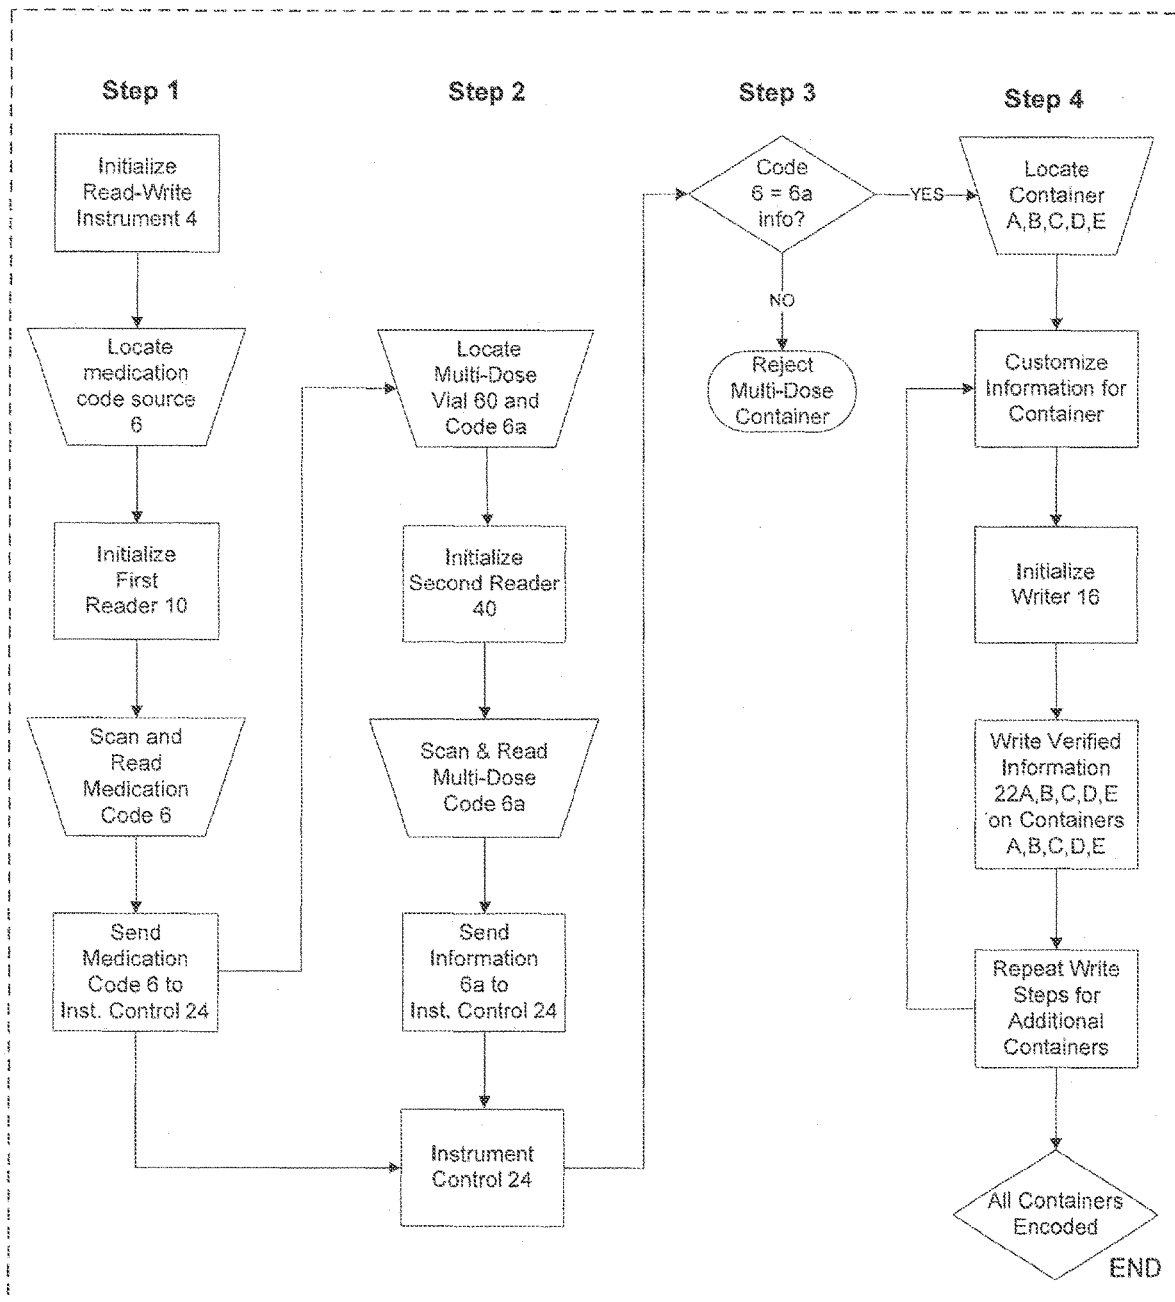 Step 1
Initialize
Read-Write
Instrument 4
Locate
medication
code source
6
Initialize
First
Reader 10
Scan and
Read
Medication
Code 6
Send
Medication
Code 6 to
Inst. Control 24
Step 2
Locate
Multi-Dose
Vial 60 and
Code 6a
Initialize
Second Reader
40
Scan & Read
Multi-Dose
Code 6a
Send
Information
6a to
Inst. Control 24
Instrument
Control 24
Step 3
Code
6 = 6a
info?
YES
NO
Reject
Multi-Dose
Container
Step 4
Locate
Container
A,B,C,D,E
Customize
Information for
Container
Initialize
Writer 16
Write Verified
Information
22A,B,C,D,E
on Containers
A,B,C,D,E
Repeat Write
Steps for
Additional
Containers
All Containers
Encoded
END